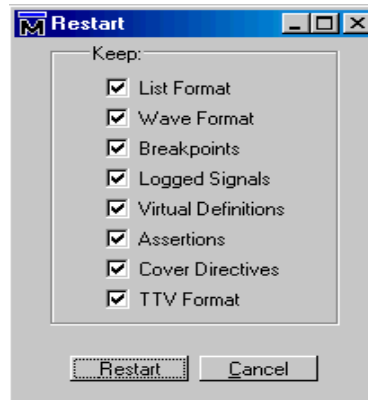 Restart
Keep:
List Format
Wave Format
Breakpoints
Logged Signals
Virtual Definitions
Assertions
Cover Directives
TTV Format
Restart Cancel